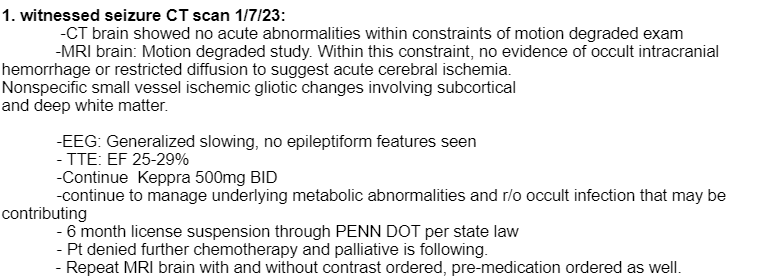 1. witnessed seizure CT scan 1/7/23:
-CT brain showed no acute abnormalities within constraints of motion degraded exam
-MRI brain: Motion degraded study. Within this constraint, no evidence of occult intracranial
hemorrhage or restricted diffusion to suggest acute cerebral ischemia.
Nonspecific small vessel ischemic gliotic changes involving subcortical
and deep white matter.
-EEG: Generalized slowing, no epileptiform features seen
- TTE: EF 25-29%
-Continue  Keppra 500mg BID
-continue to manage underlying metabolic abnormalities and r/o occult infection that may be
contributing
- 6 month license suspension through PENN DOT per state law
- Pt denied further chemotherapy and palliative is following.
- Repeat MRI brain with and without contrast ordered, pre-medication ordered as well.